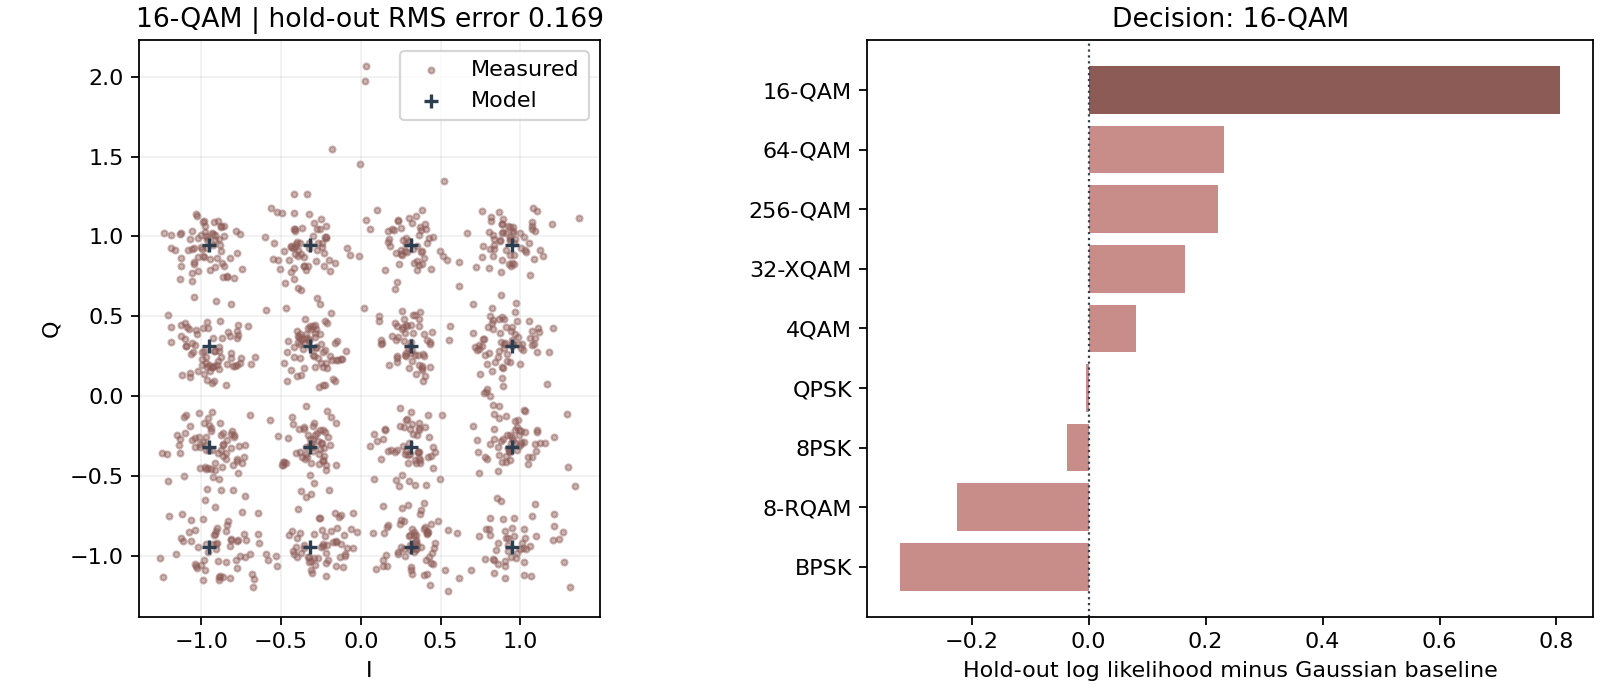 16-QAM | hold-out RMS error 0.169
Measured
Model
2.0
1.5
1.0
0.5
0.0
−0.5
−1.0
Q
−1.0
−0.5
0.0
0.5
1.0
I
Decision: 16-QAM
16-QAM
64-QAM
256-QAM
32-XQAM
4QAM
QPSK
8PSK
8-RQAM
BPSK
−0.2
0.0
0.2
0.4
0.6
0.8
Hold-out log likelihood minus Gaussian baseline